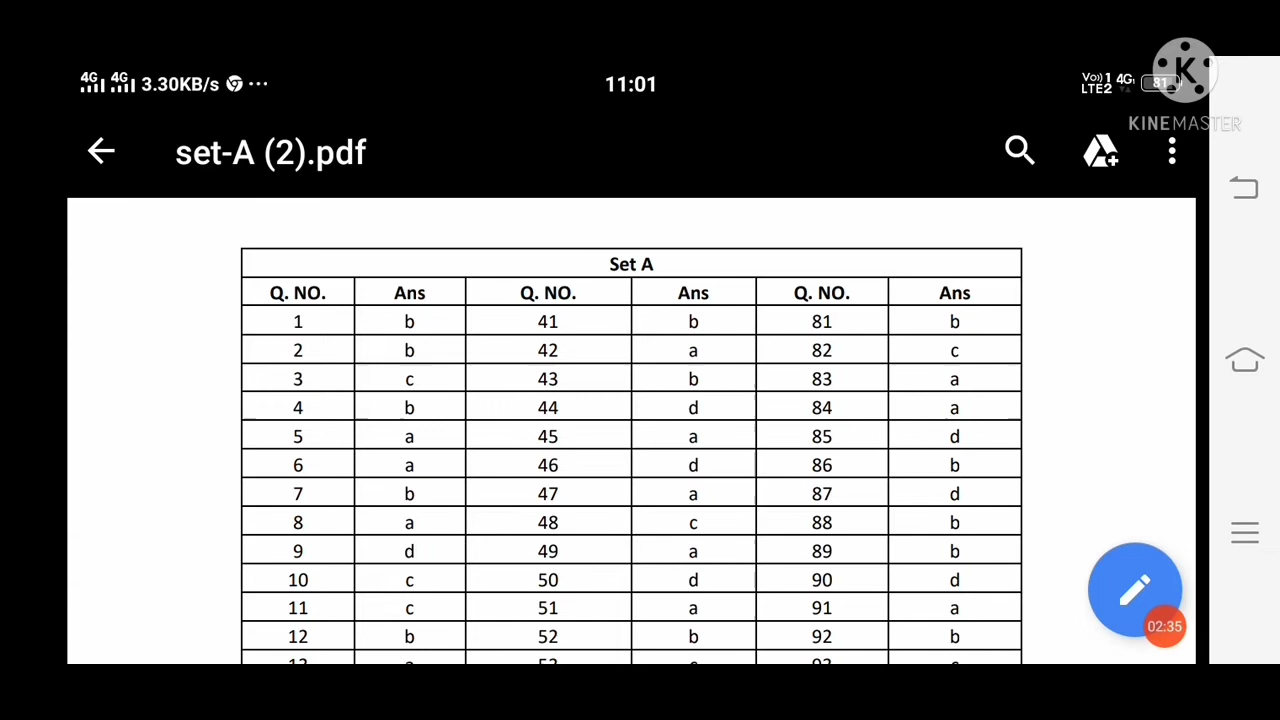 4G 4G 3.30KB/s ... 11:01 Vo) 1 4G LTE2 81
KINEMASTER
set-A (2).pdf
Set A
Q. NO. Ans Q. NO. Ans Q. NO. Ans
1 b 41 b 81 b
2 b 42 a 82 c
3 c 43 b 83 a
4 b 44 d 84 a
5 a 45 a 85 d
6 a 46 d 86 b
7 b 47 a 87 d
8 a 48 c 88 b
9 d 49 a 89 b
10 c 50 d 90 d
11 c 51 a 91 a
12 b 52 b 92 b
02:35